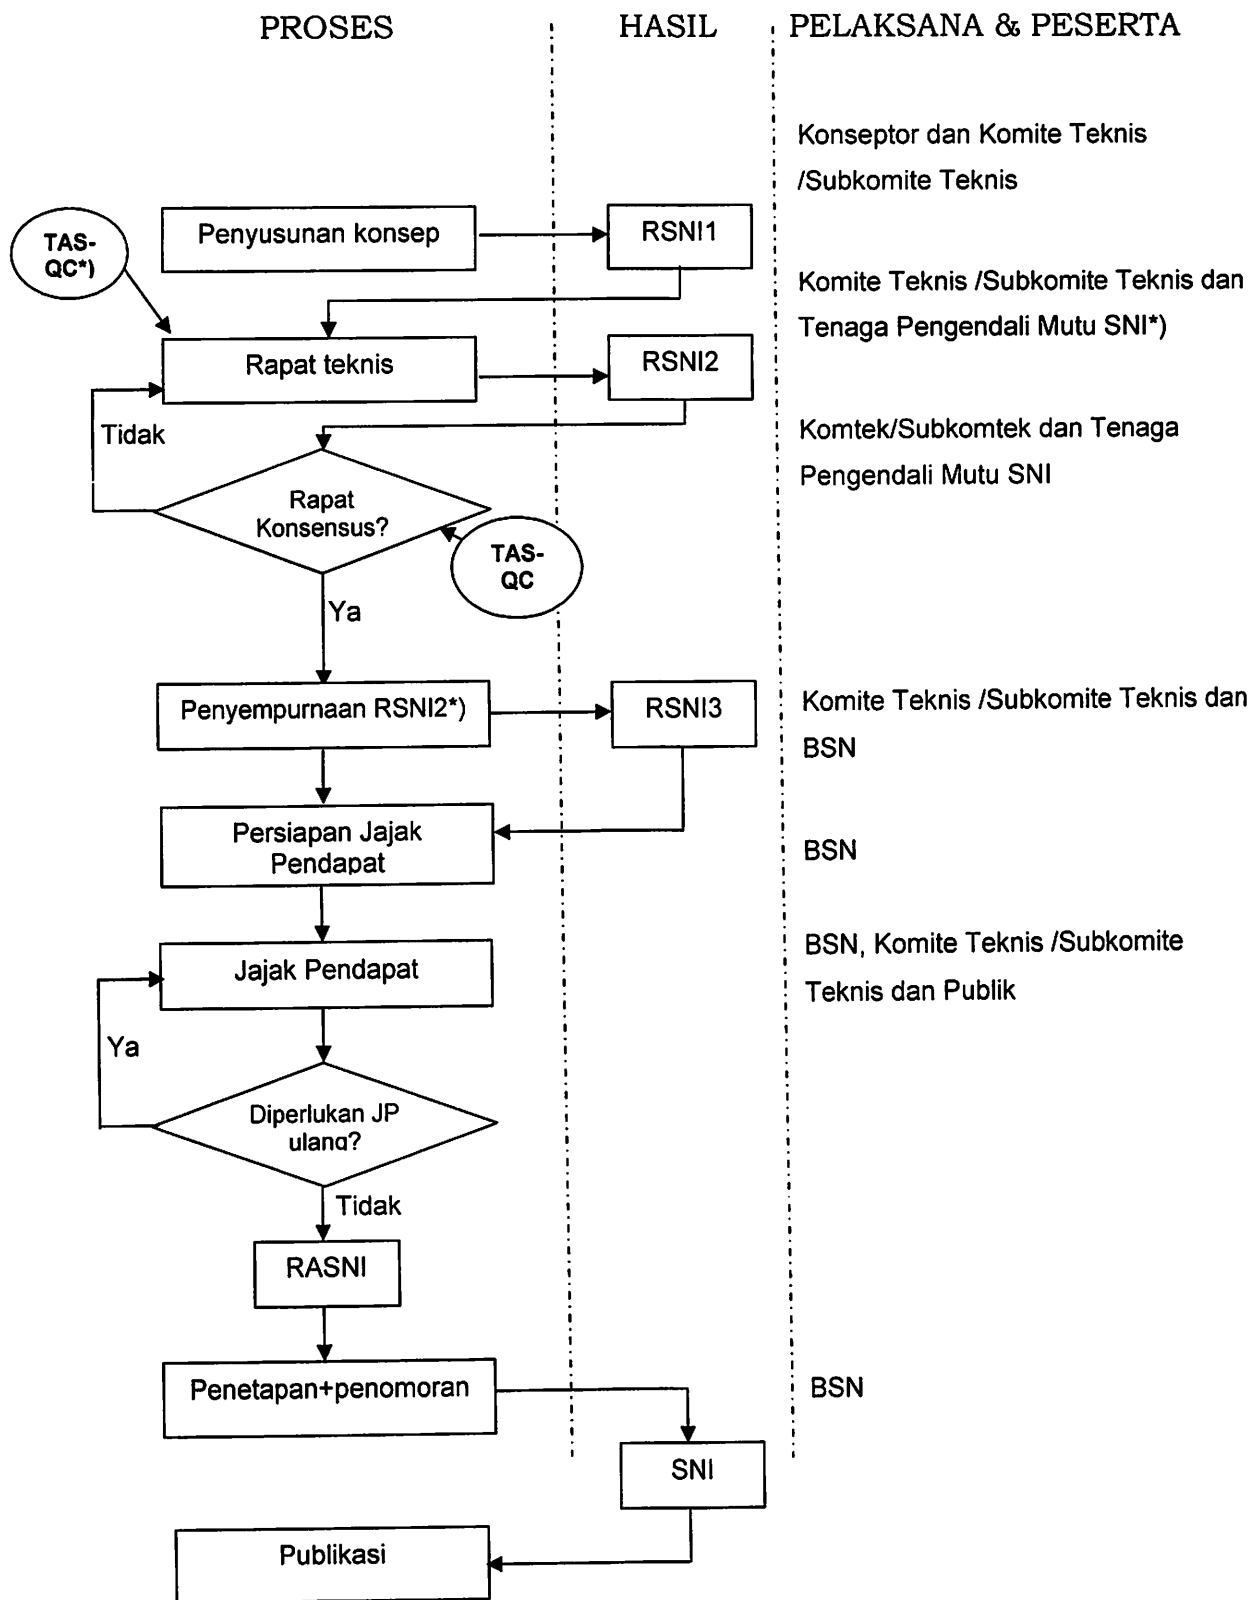 PROSES
HASIL
PELAKSANA & PESERTA
Konseptor dan Komite Teknis
/Subkomite Teknis
Penyusunan konsep
RSNI1
TAS-
QC*)
Komite Teknis /Subkomite Teknis dan
Tenaga Pengendali Mutu SNI*)
Rapat teknis
RSNI2
Tidak
Komtek/Subkomtek dan Tenaga
Pengendali Mutu SNI
Rapat
Konsensus?
TAS-
QC
Ya
Penyempurnaan RSNI2*)
RSNI3
Komite Teknis /Subkomite Teknis dan
BSN
Persiapan Jajak
Pendapat
BSN
Jajak Pendapat
BSN, Komite Teknis /Subkomite
Teknis dan Publik
Ya
Diperlukan JP
ulang?
Tidak
RASNI
Penetapan+penomoran
BSN
SNI
Publikasi